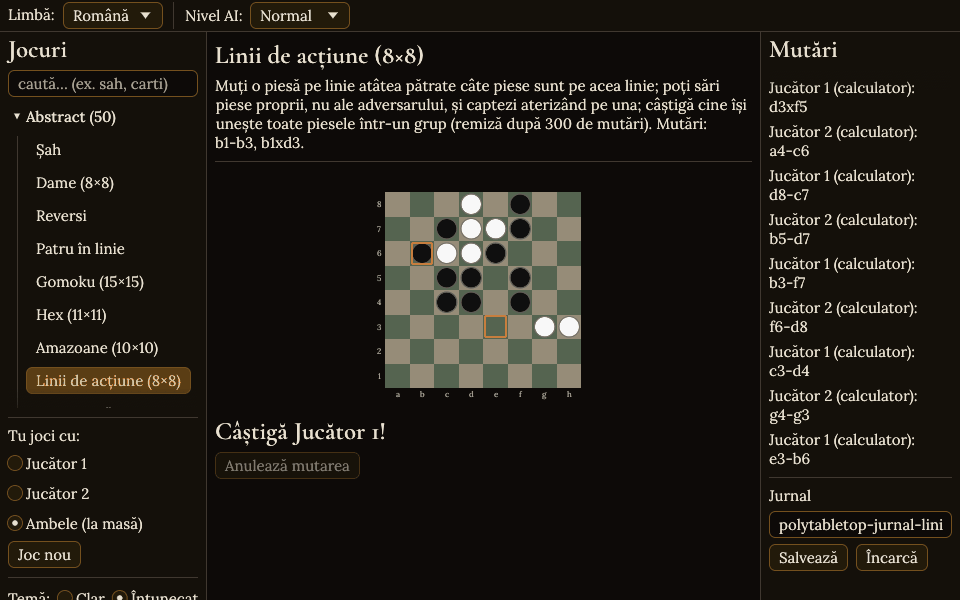 Limbă:
Română
Nivel AI:
Normal
Jocuri
caută... (ex. sah, carti)
Abstract (50)
Șah
Dame (8×8)
Reversi
Patru în linie
Gomoku (15×15)
Hex (11×11)
Amazoane (10×10)
Linii de acțiune (8×8)
Tu joci cu:
Jucător 1
Jucător 2
Ambele (la masă)
Joc nou
Temă:
Clar
Întunecat
Linii de acțiune (8×8)
Muți o piesă pe linie atâtea pătrate câte piese sunt pe acea linie; poți sări
piese proprii, nu ale adversarului, și captezi aterizând pe una; câștigă cine își
unește toate piesele într-un grup (remiză după 300 de mutări). Mutări:
b1-b3, b1xd3.
8
7
6
5
4
3
2
1
a b c d e f g h
Câștigă Jucător 1!
Anulează mutarea
Mutări
Jucător 1 (calculator):
d3xf5
Jucător 2 (calculator):
a4-c6
Jucător 1 (calculator):
d8-c7
Jucător 2 (calculator):
b5-d7
Jucător 1 (calculator):
b3-f7
Jucător 2 (calculator):
f6-d8
Jucător 1 (calculator):
c3-d4
Jucător 2 (calculator):
g4-g3
Jucător 1 (calculator):
e3-b6
Jurnal
polytabletop-jurnal-lini
Salvează
Încarcă